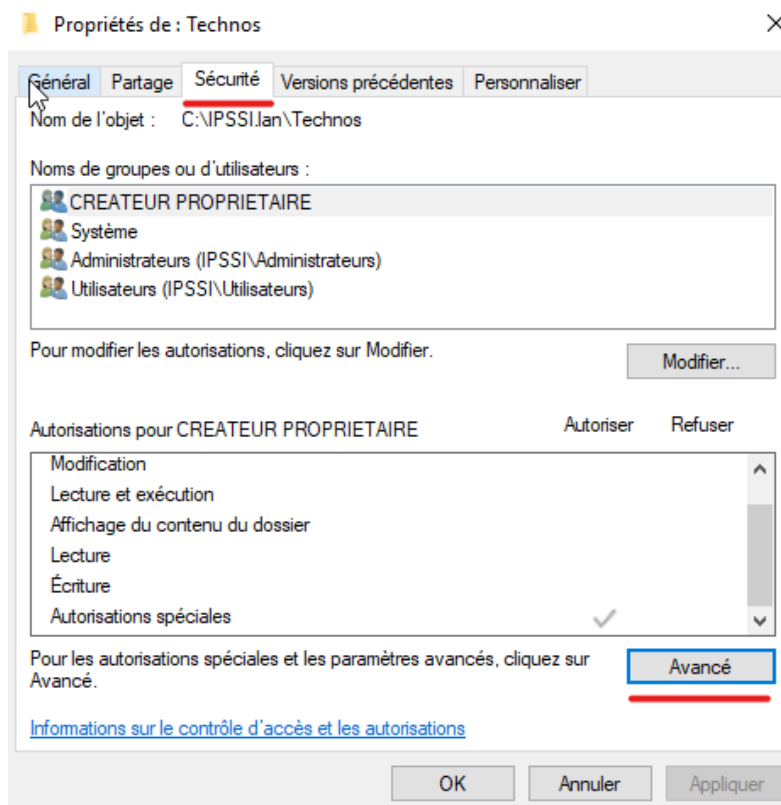 Propriétés de : Technos
Général Partage Sécurité Versions précédentes Personnaliser
Nom de l'objet : C:\IPSSI.lan\Technos
Noms de groupes ou d'utilisateurs :
CREATEUR PROPRIETAIRE
Système
Administrateurs (IPSSI\Administrateurs)
Utilisateurs (IPSSI\Utilisateurs)
Pour modifier les autorisations, cliquez sur Modifier.
Modifier...
Autorisations pour CREATEUR PROPRIETAIRE Autoriser Refuser
Modification
Lecture et exécution
Affichage du contenu du dossier
Lecture
Écriture
Autorisations spéciales
Pour les autorisations spéciales et les paramètres avancés, cliquez sur
Avancé.
Avancé
Informations sur le contrôle d'accès et les autorisations
OK Annuler Appliquer